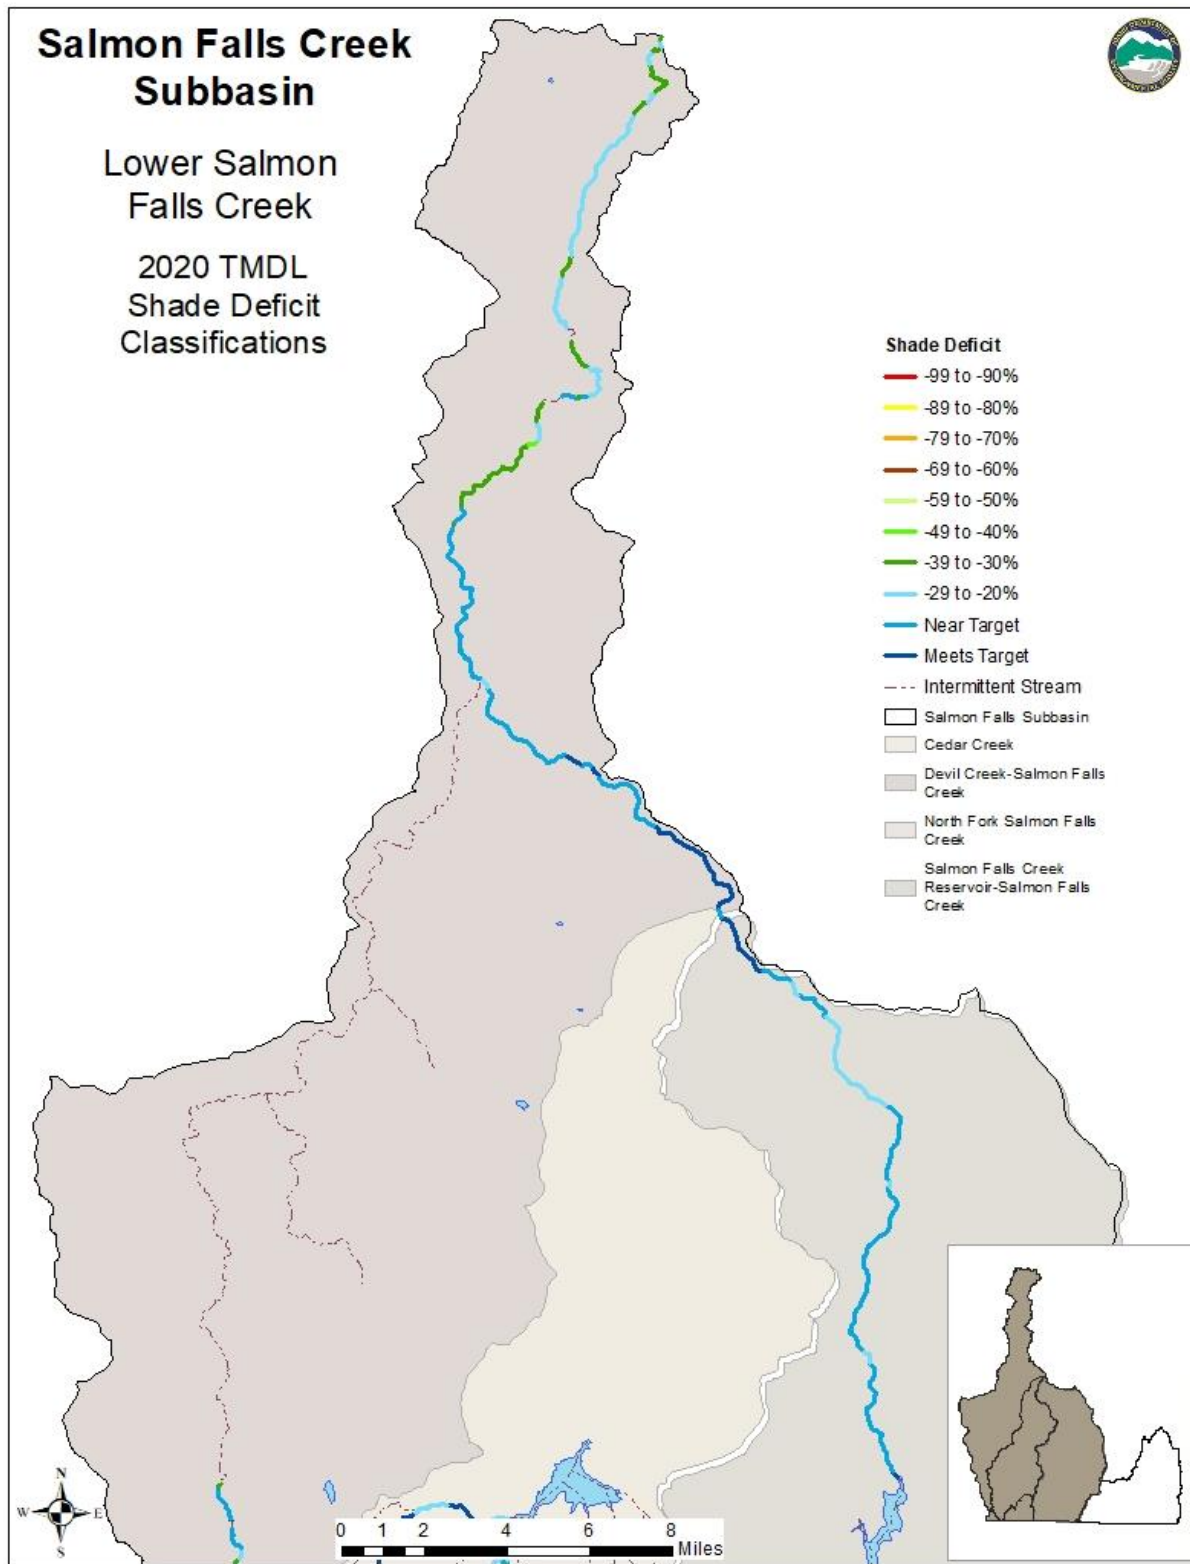 Salmon Falls Creek
Subbasin
Lower Salmon
Falls Creek
2020 TMDL
Shade Deficit
Classifications
Shade Deficit
-99 to -90%
-89 to -80%
-79 to -70%
-69 to -60%
-59 to -50%
-49 to -40%
-39 to -30%
-29 to -20%
Near Target
Meets Target
Intermittent Stream
Salmon Falls Subbasin
Cedar Creek
Devil Creek-Salmon Falls
Creek
North Fork Salmon Falls
Creek
Salmon Falls Creek
Reservoir-Salmon Falls
Creek
N
W E
S
0 1 2 4 6 8
Miles